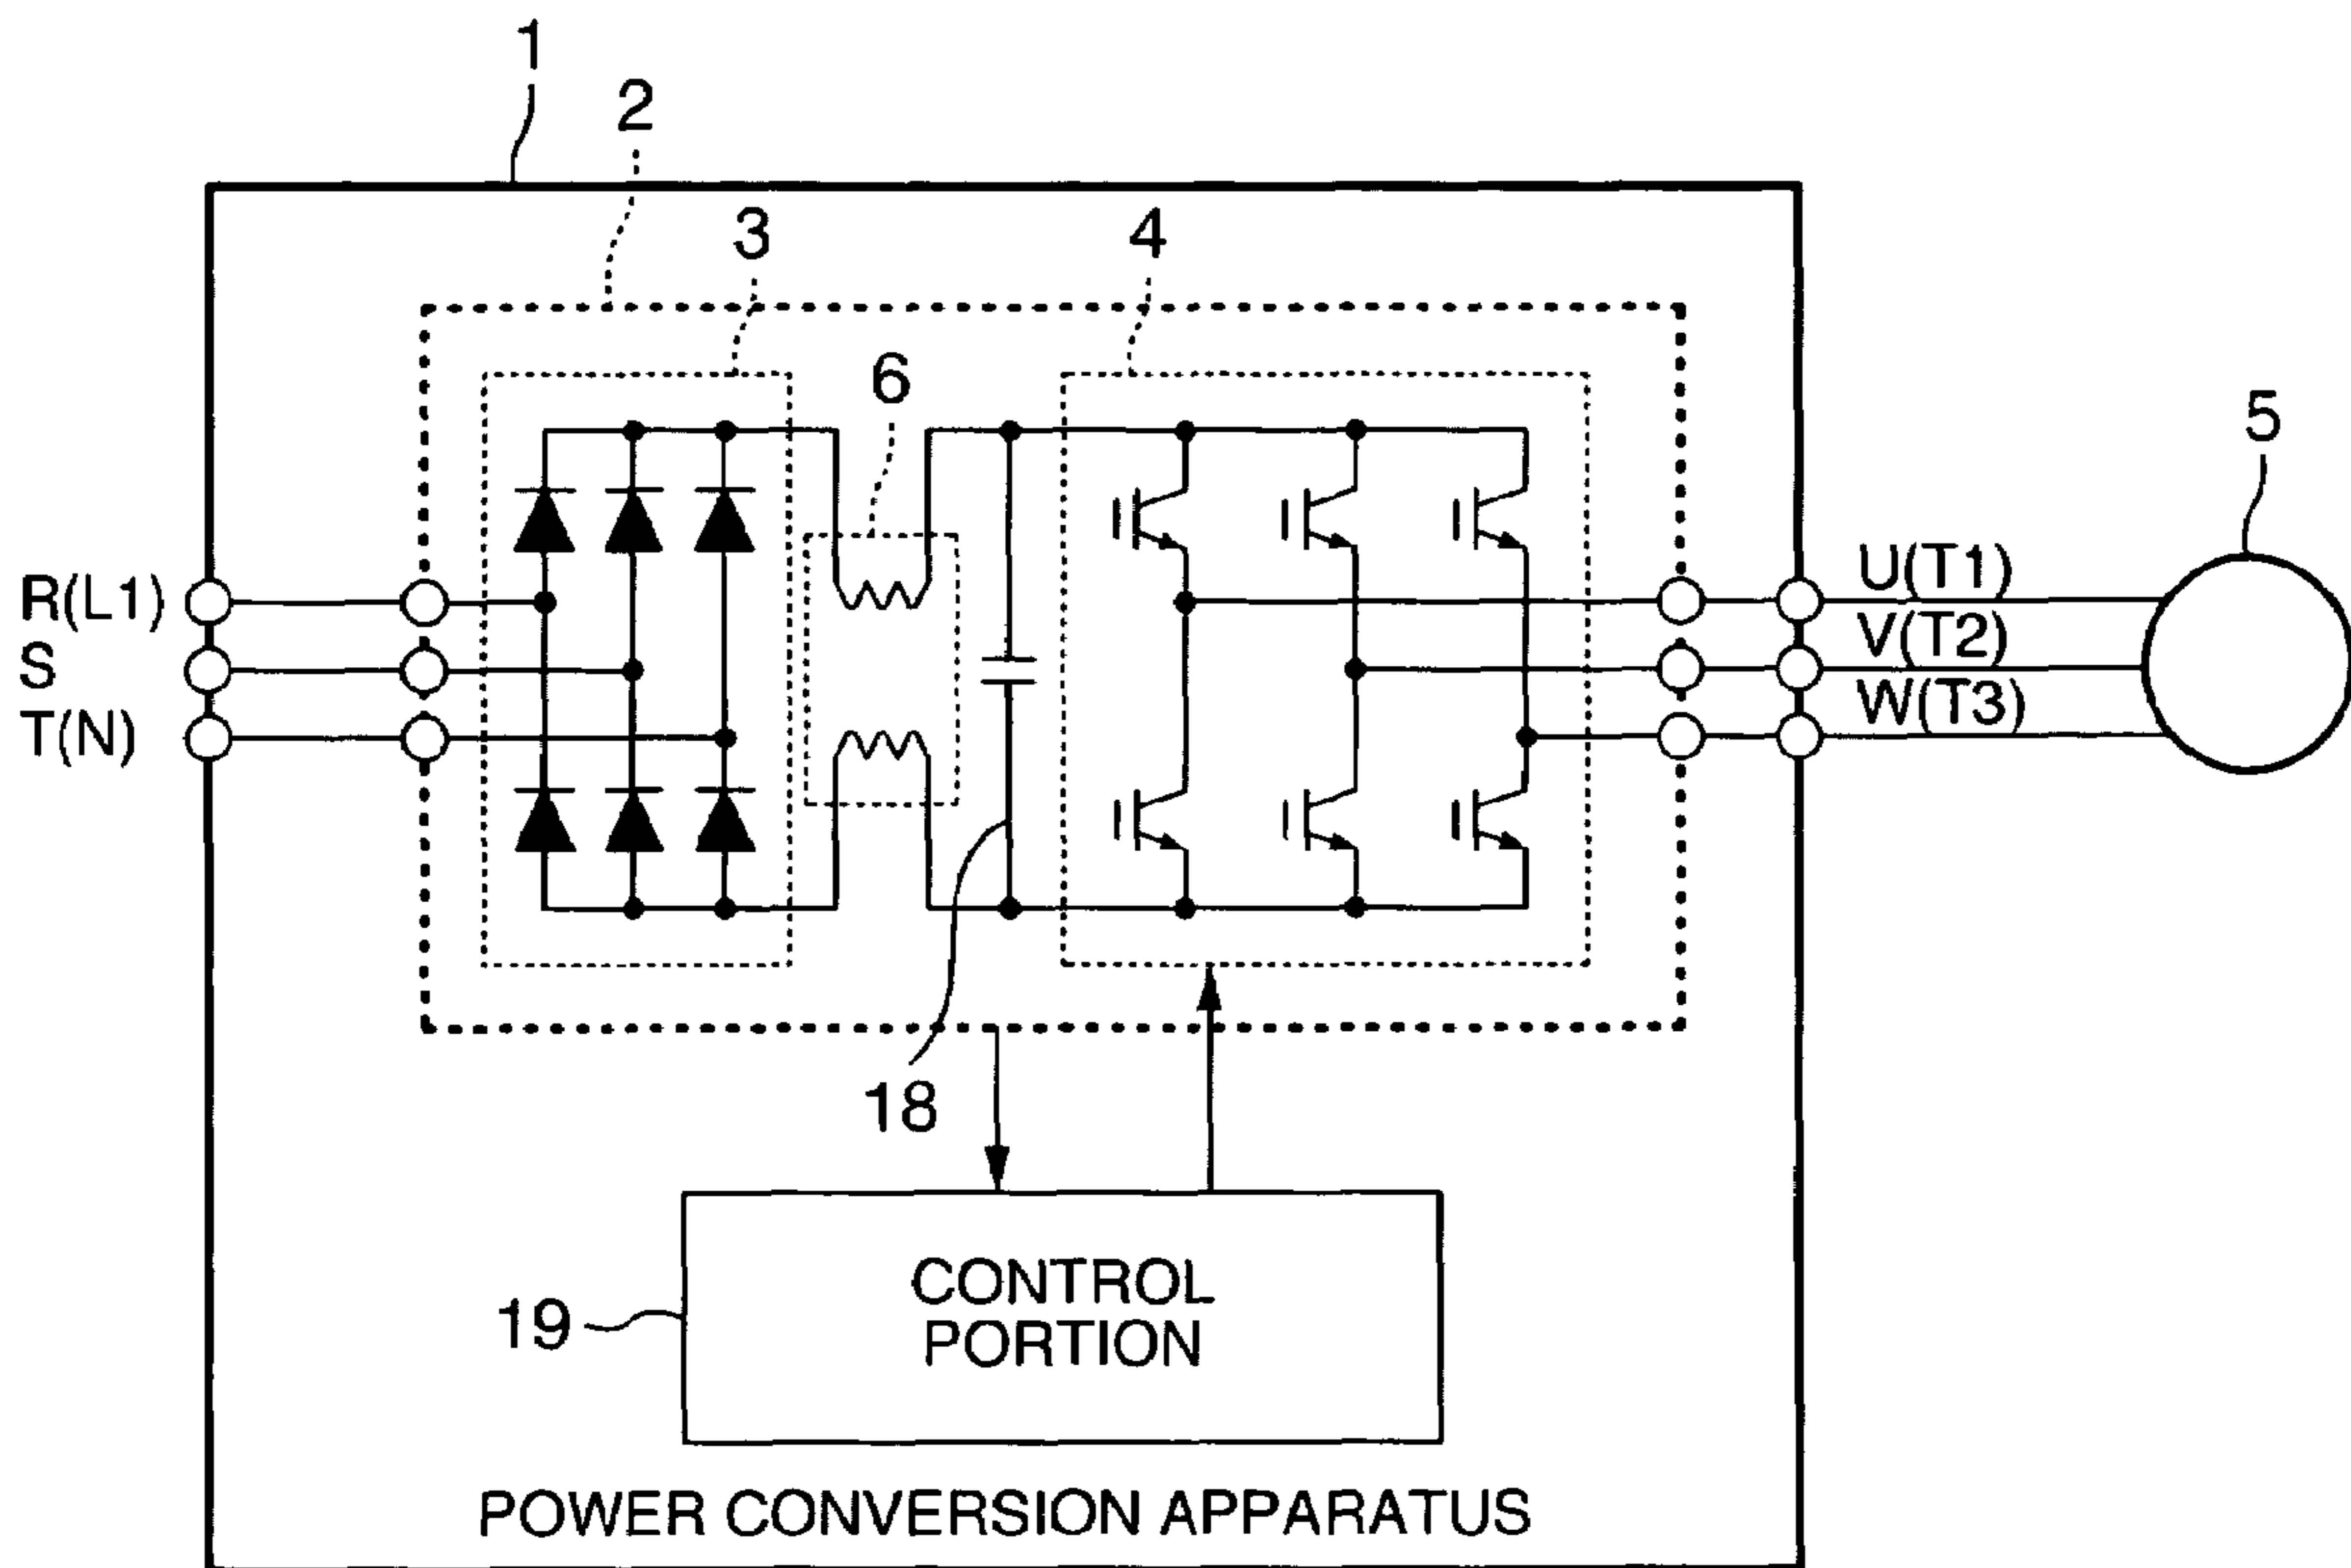 1
2
3
4
6
5
R(L1)
S
T(N)
U(T1)
V(T2)
W(T3)
18
19
CONTROL
PORTION
POWER CONVERSION APPARATUS